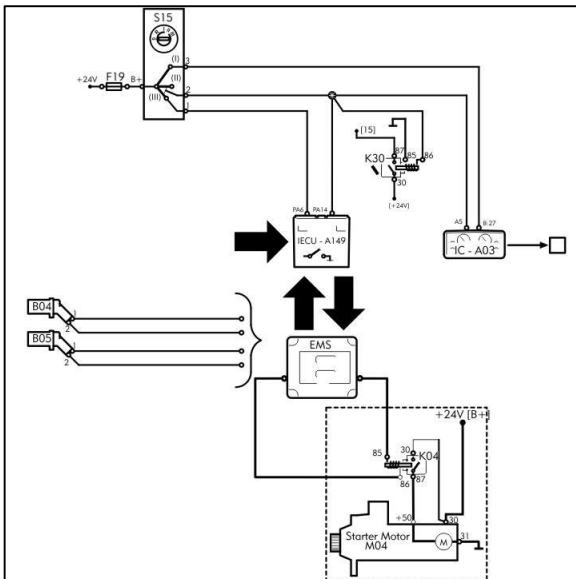 S15
(I)
3
+24V
F19
B+
(II)
2
(III)
1
[15]
87
85
86
K30
30
[+24V]
PA6
PA14
IECU - A149
A5
B-27
IC - A03
B04
1
2
B05
1
2
EMS
+24V [B+]
85
30
K04
86
87
+50
30
Starter Motor
M04
M
31